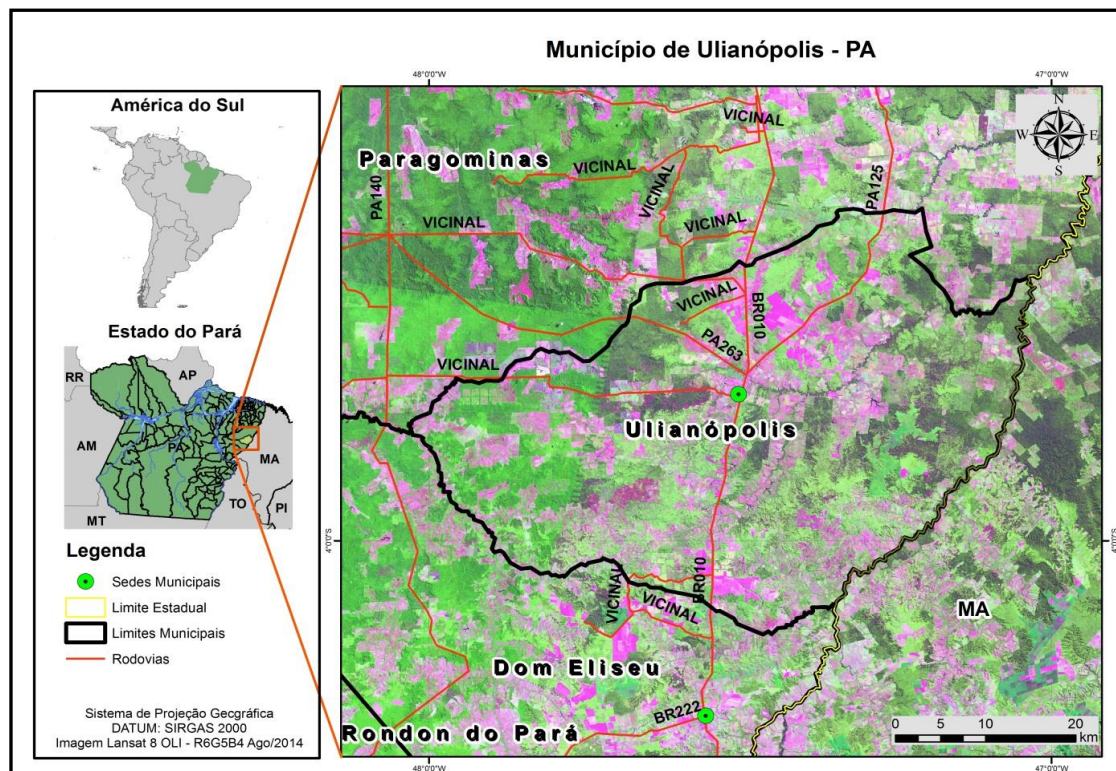 Município de Ulianópolis - PA
América do Sul
Estado do Pará
RR
AP
AM
PA
MA
TO
PI
MT
Legenda
Sedes Municipais
Limite Estadual
Limites Municipais
Rodovias
Sistema de Projeção Gecgráfica
DATUM: SIRGAS 2000
Imagem Lansat 8 OLI - R6G5B4 Ago/2014
48°0'0"W
47°0'0"W
N
W
E
S
VICINAL
Paragominas
VICINAL
VICINAL
PA140
PA125
VICINAL
VICINAL
VICINAL
BR010
PA263
VICINAL
Ulianópolis
4°0'0"S
4°0'0"S
VICINAL
BR010
VICINAL
MA
Dom Eliseu
BR222
Rondon do Pará
0
10
20
km
48°0'0"W
47°0'0"W